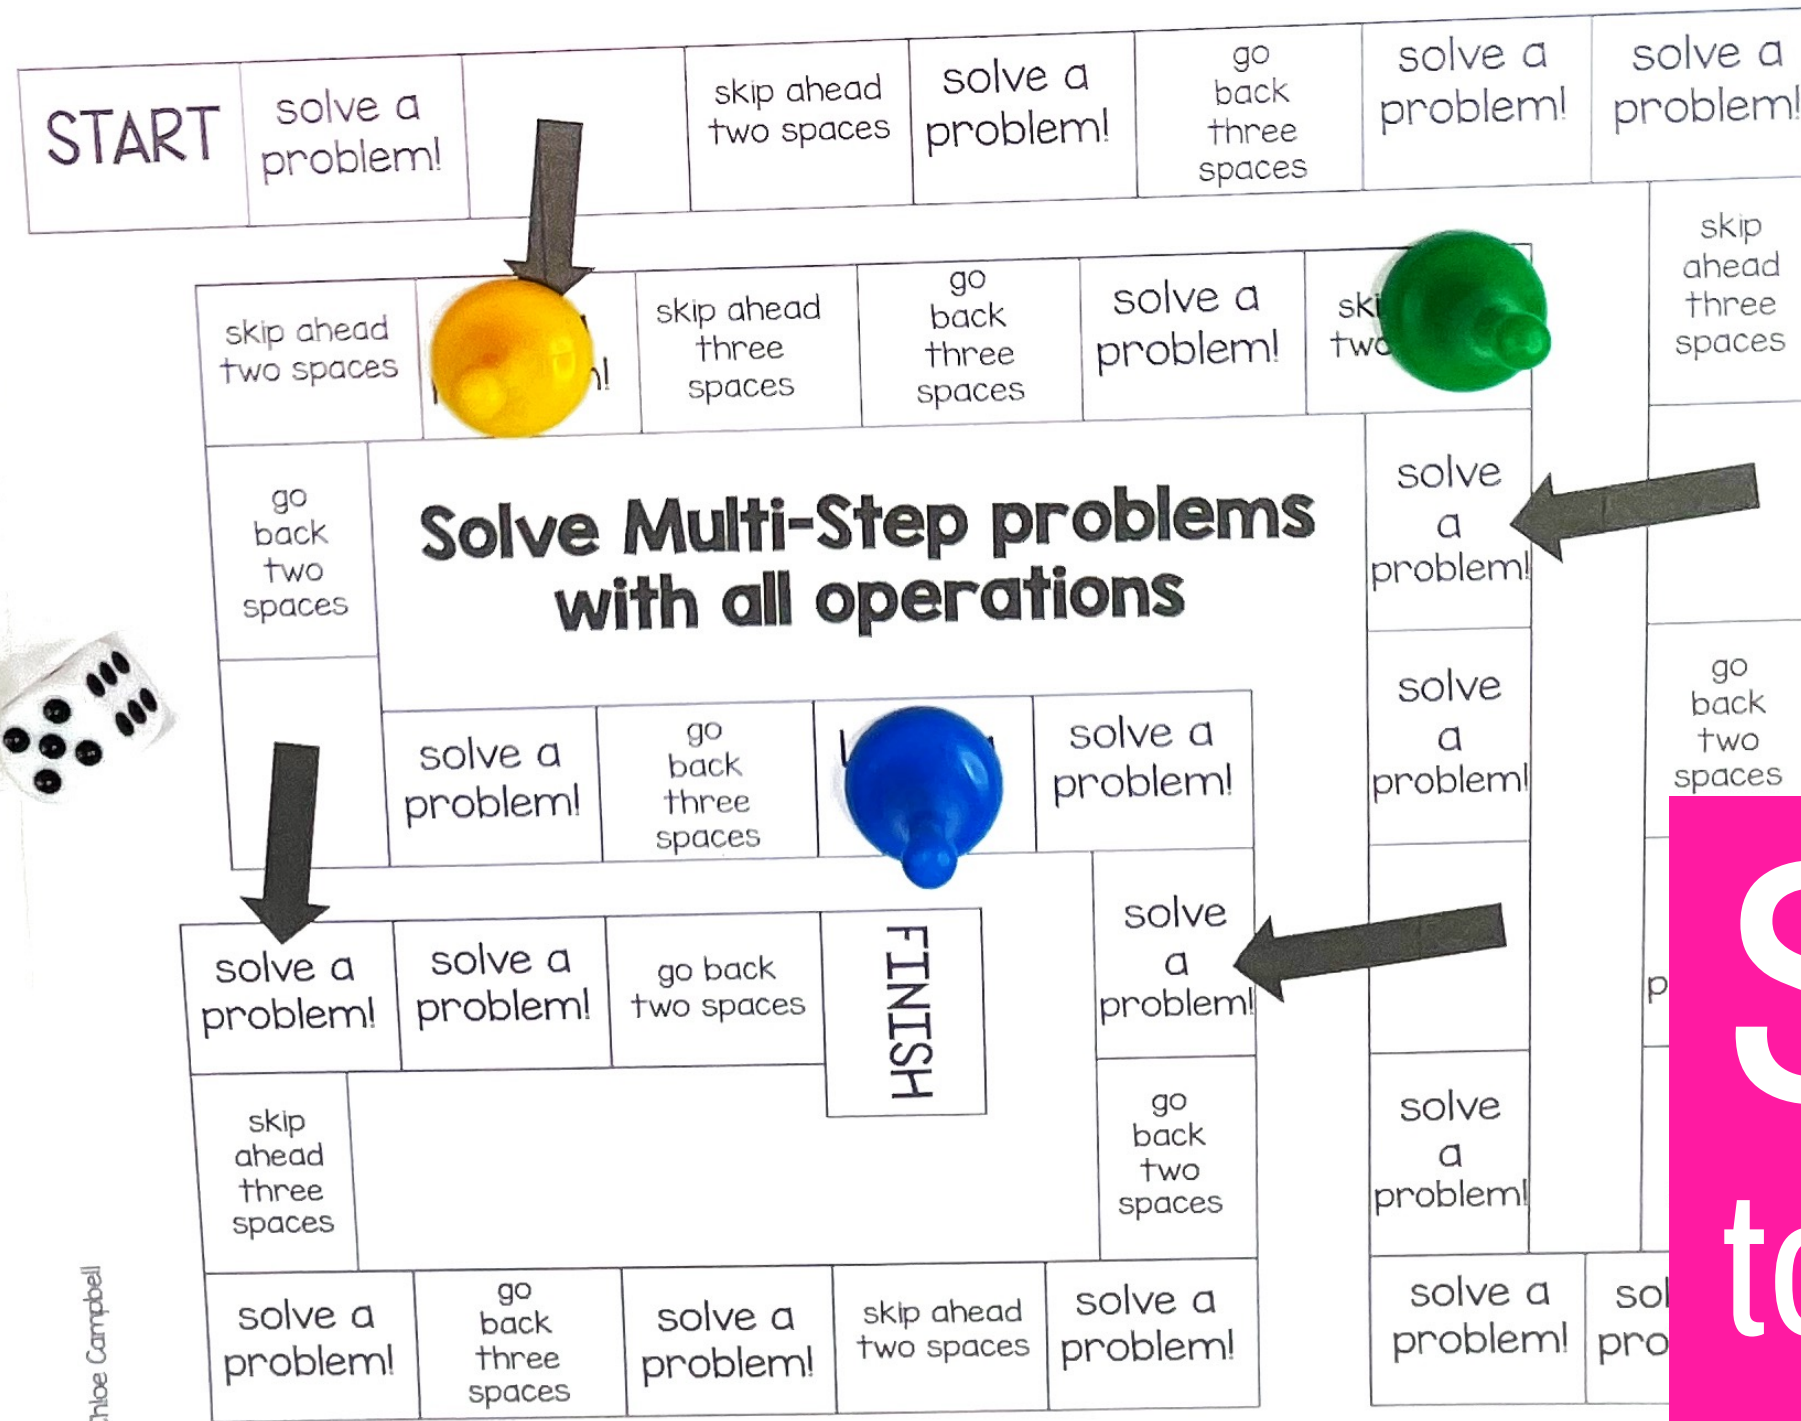 START
solve a
problem!
skip ahead
two spaces
solve a
problem!
go
back
three
spaces
solve a
problem!
solve a
problem!
skip
ahead
three
spaces
go
back
two
spaces
skip ahead
two spaces
skip ahead
three
spaces
go
back
three
spaces
solve a
problem!
solve
a
problem!
solve
a
problem!
solve
a
problem!
solve a
problem!
go
back
two
spaces
Solve Multi-Step problems
with all operations
solve a
problem!
go
back
three
spaces
solve a
problem!
solve
a
problem!
go
back
two
spaces
solve a
problem!
solve a
problem!
go back
two spaces
FINISH
skip
ahead
three
spaces
solve a
problem!
go
back
three
spaces
solve a
problem!
skip ahead
two spaces
solve a
problem!
Campbell